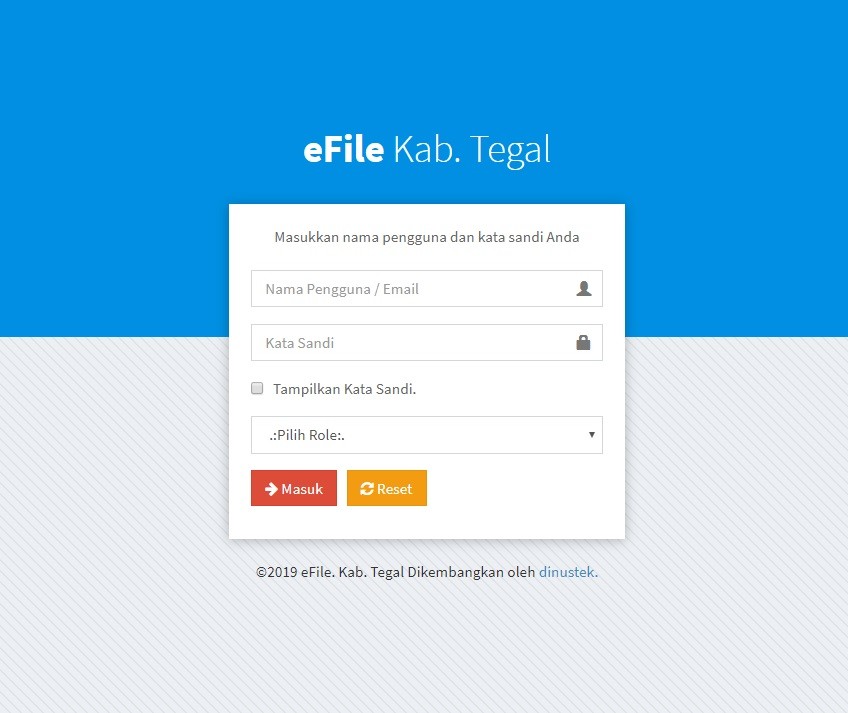 eFile Kab. Tegal
Masukkan nama pengguna dan kata sandi Anda
Nama Pengguna / Email
Kata Sandi
Tampilkan Kata Sandi.
.:Pilih Role:.
Masuk Reset
©2019 eFile. Kab. Tegal Dikembangkan oleh dinustek.